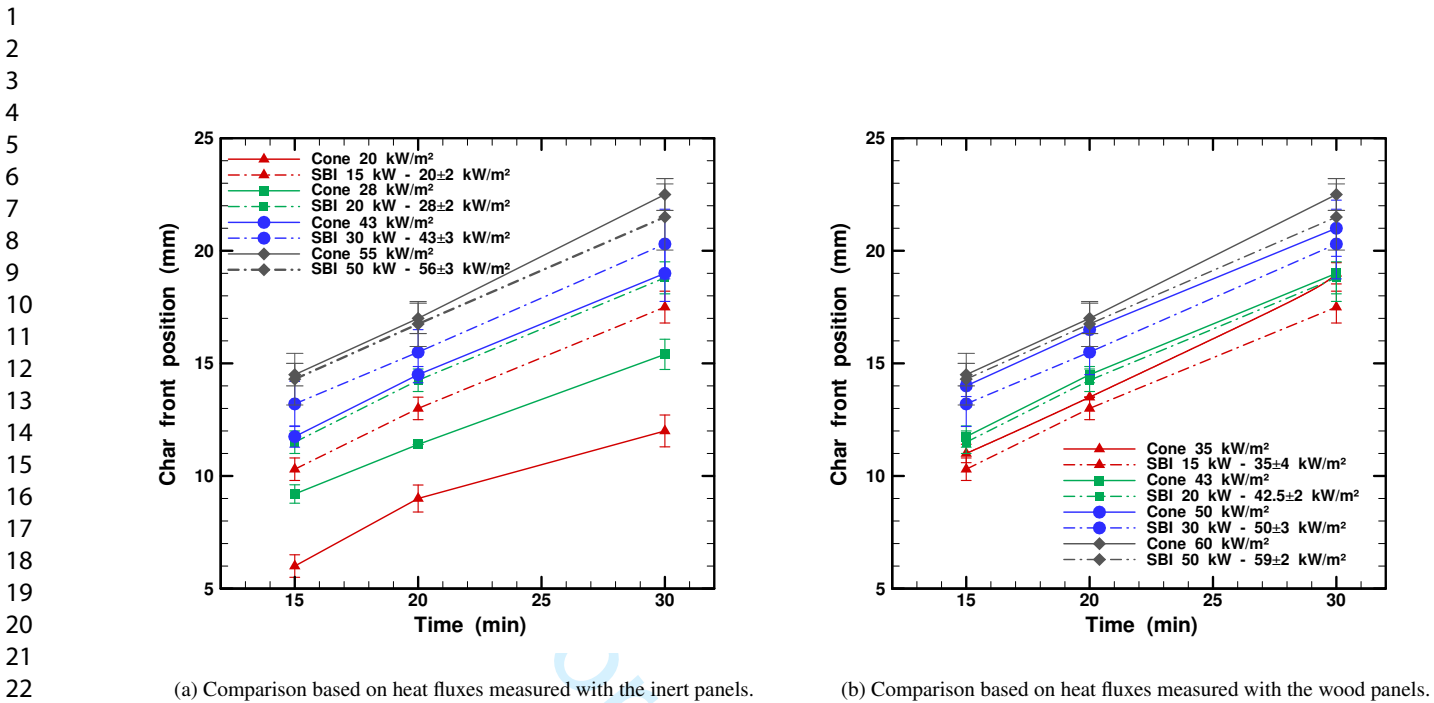 1
2
3
4
5
6
7
8
9
10
11
12
13
14
15
16
17
18
19
20
21
22
Char front position (mm)
25
20
15
10
5
Cone 20 kW/m²
SBI 15 kW - 20±2 kW/m²
Cone 28 kW/m²
SBI 20 kW - 28±2 kW/m²
Cone 43 kW/m²
SBI 30 kW - 43±3 kW/m²
Cone 55 kW/m²
SBI 50 kW - 56±3 kW/m²
15 20 25 30
Time (min)
(a) Comparison based on heat fluxes measured with the inert panels.
Char front position (mm)
25
20
15
10
5
Cone 35 kW/m²
SBI 15 kW - 35±4 kW/m²
Cone 43 kW/m²
SBI 20 kW - 42.5±2 kW/m²
Cone 50 kW/m²
SBI 30 kW - 50±3 kW/m²
Cone 60 kW/m²
SBI 50 kW - 59±2 kW/m²
15 20 25 30
Time (min)
(b) Comparison based on heat fluxes measured with the wood panels.